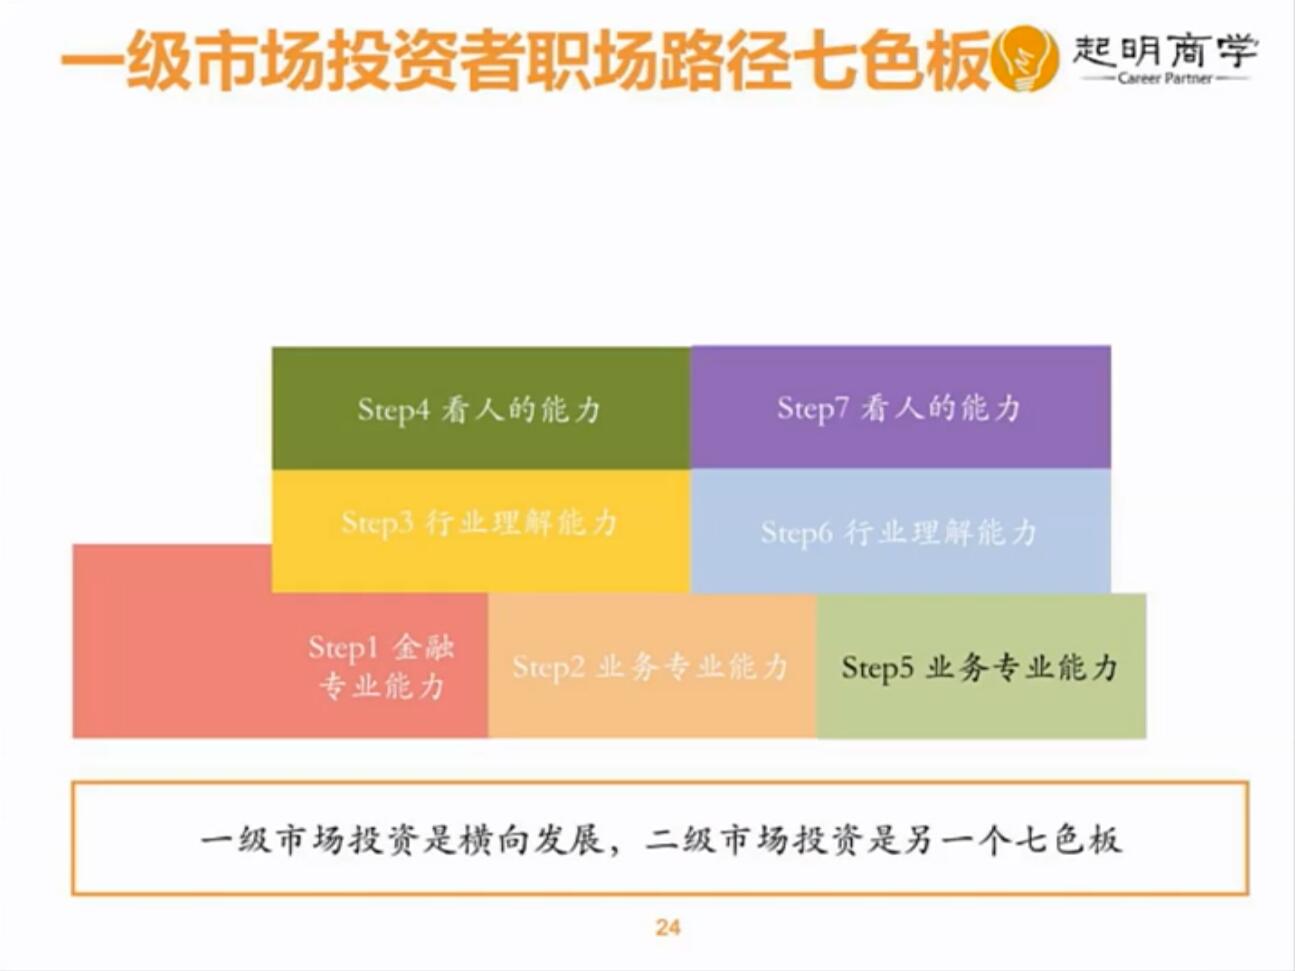 一级市场投资者职场路径七色板
起明商学
Career Partner
Step4 看人的能力
Step7 看人的能力
Step3 行业理解能力
Step6 行业理解能力
Step1 金融
专业能力
Step2 业务专业能力
Step5 业务专业能力
一级市场投资是横向发展，二级市场投资是另一个七色板
24